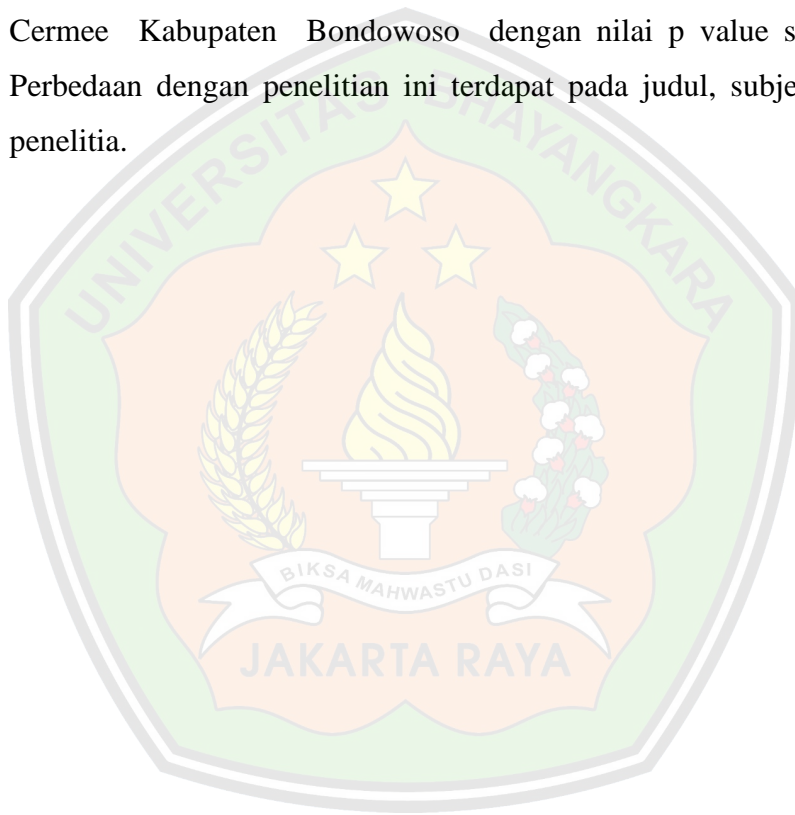 Cermee Kabupaten Bondowoso dengan nilai p value s
Perbedaan dengan penelitian ini terdapat pada judul, subje
penelitia.
UNIVERSITAS BHAYANGKARA
BIKSA MAHWASTU DASI
JAKARTA RAYA